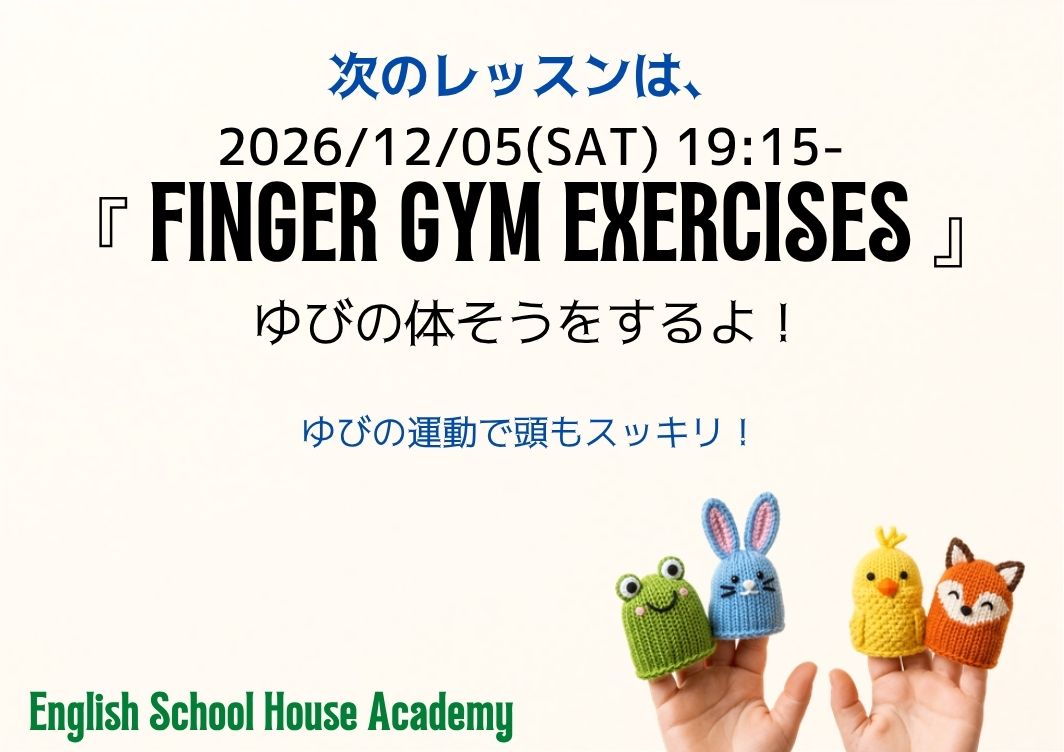 次のレッスンは、
2026/12/05(SAT) 19:15-
『 FINGER GYM EXERCISES 』
ゆびの体そうをするよ！
ゆびの運動で頭もスッキリ！
English School House Academy